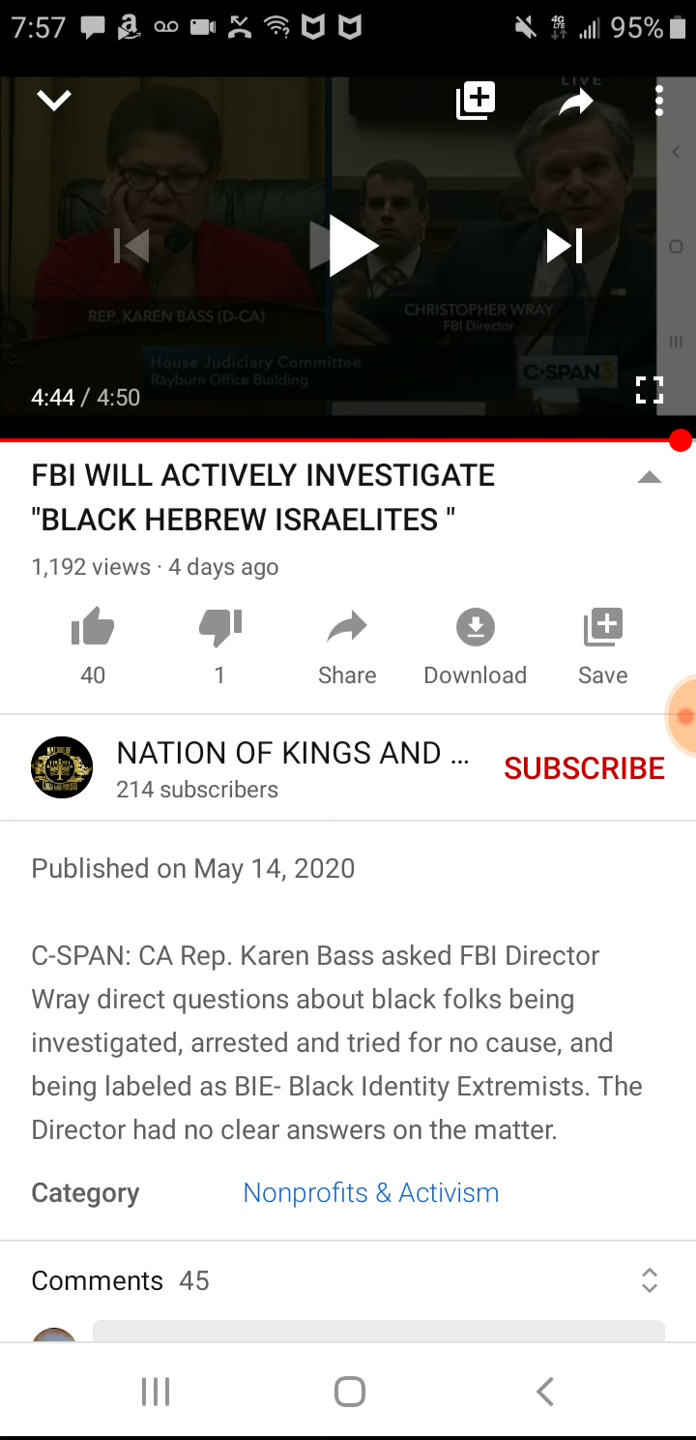 7:57
4G
LTE
95%
LIVE
REP. KAREN BASS (D-CA)
CHRISTOPHER WRAY
FBI Director
House Judiciary Committee
Rayburn Office Building
C-SPAN3
4:44 / 4:50
FBI WILL ACTIVELY INVESTIGATE
"BLACK HEBREW ISRAELITES "
1,192 views · 4 days ago
40
1
Share
Download
Save
NATION OF KINGS AND ...
SUBSCRIBE
214 subscribers
Published on May 14, 2020
C-SPAN: CA Rep. Karen Bass asked FBI Director
Wray direct questions about black folks being
investigated, arrested and tried for no cause, and
being labeled as BIE- Black Identity Extremists. The
Director had no clear answers on the matter.
Category Nonprofits & Activism
Comments 45